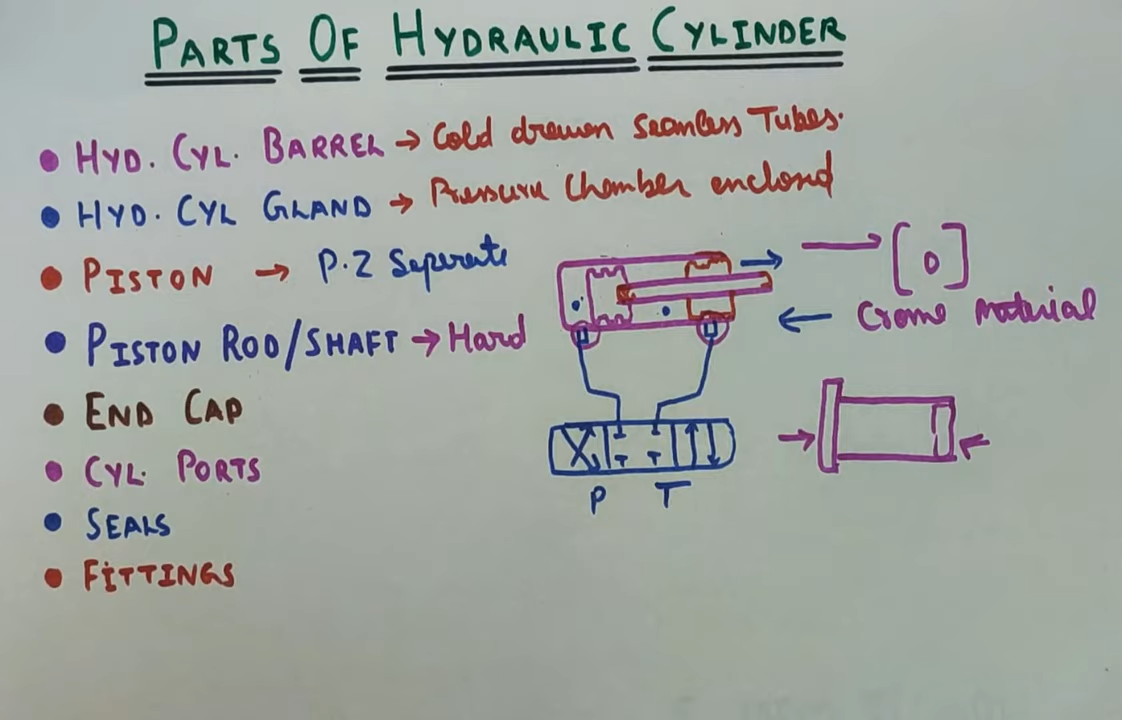 PARTS OF HYDRAULIC CYLINDER
HYD. CYL. BARREL → Cold drawn Seamless Tubes.
HYD. CYL GLAND → Pressure Chamber enclosed
PISTON → P.Z Seperate
PISTON ROD/SHAFT → Hard
Crome Material
END CAP
CYL. PORTS
SEALS
FITTINGS
P T